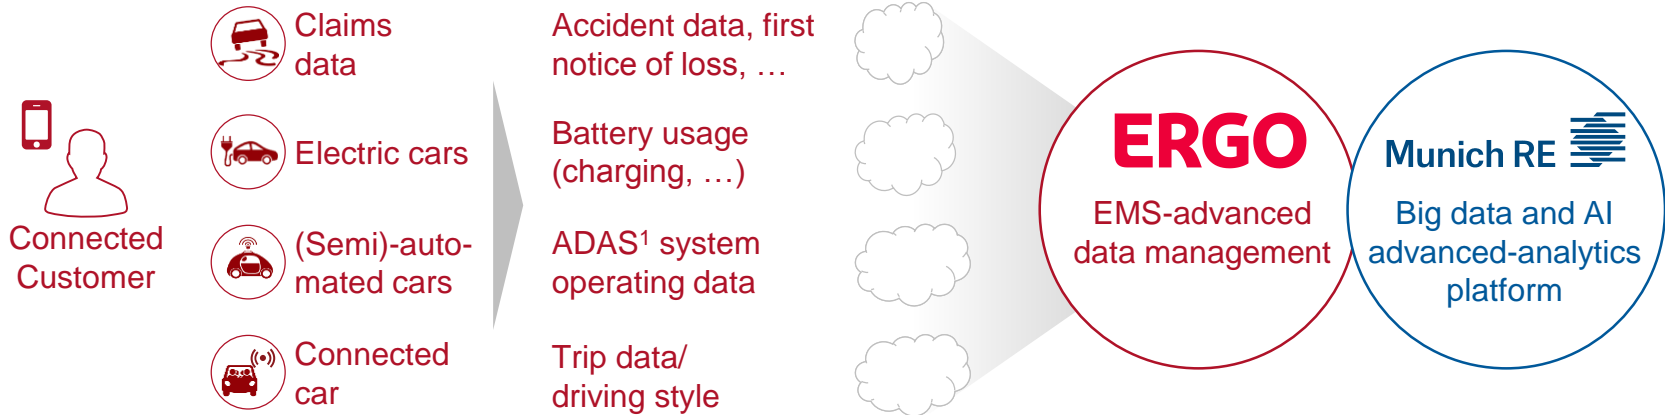 Connected
Customer
Claims
data
Accident data, first
notice of loss, …
Electric cars
Battery usage
(charging, …)
(Semi)-auto-
mated cars
ADAS¹ system
operating data
Connected
car
Trip data/
driving style
ERGO
EMS-advanced
data management
Munich RE
Big data and AI
advanced-analytics
platform